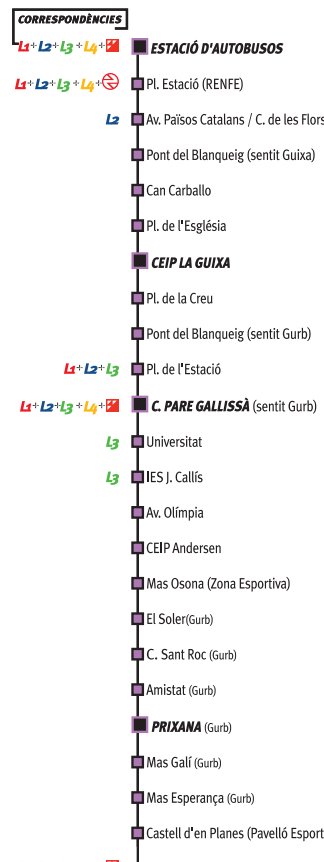 CORRESPONDÈNCIES
L1+L2+L3+L4+ ESTACIÓ D'AUTOBUSOS
L1+L2+L3+L4+ Pl. Estació (RENFE)
L2 Av. Països Catalans / C. de les Flors
Pont del Blanqueig (sentit Guixa)
Can Carballo
Pl. de l'Església
CEIP LA GUIXA
Pl. de la Creu
Pont del Blanqueig (sentit Gurb)
L1+L2+L3 Pl. de l'Estació
L1+L2+L3+L4+ C. PARE GALLISSÀ (sentit Gurb)
L3 Universitat
L3 IES J. Callís
Av. Olímpia
CEIP Andersen
Mas Osona (Zona Esportiva)
El Soler(Gurb)
C. Sant Roc (Gurb)
Amistat (Gurb)
PRIXANA (Gurb)
Mas Galí (Gurb)
Mas Esperança (Gurb)
Castell d'en Planes (Pavelló Esport